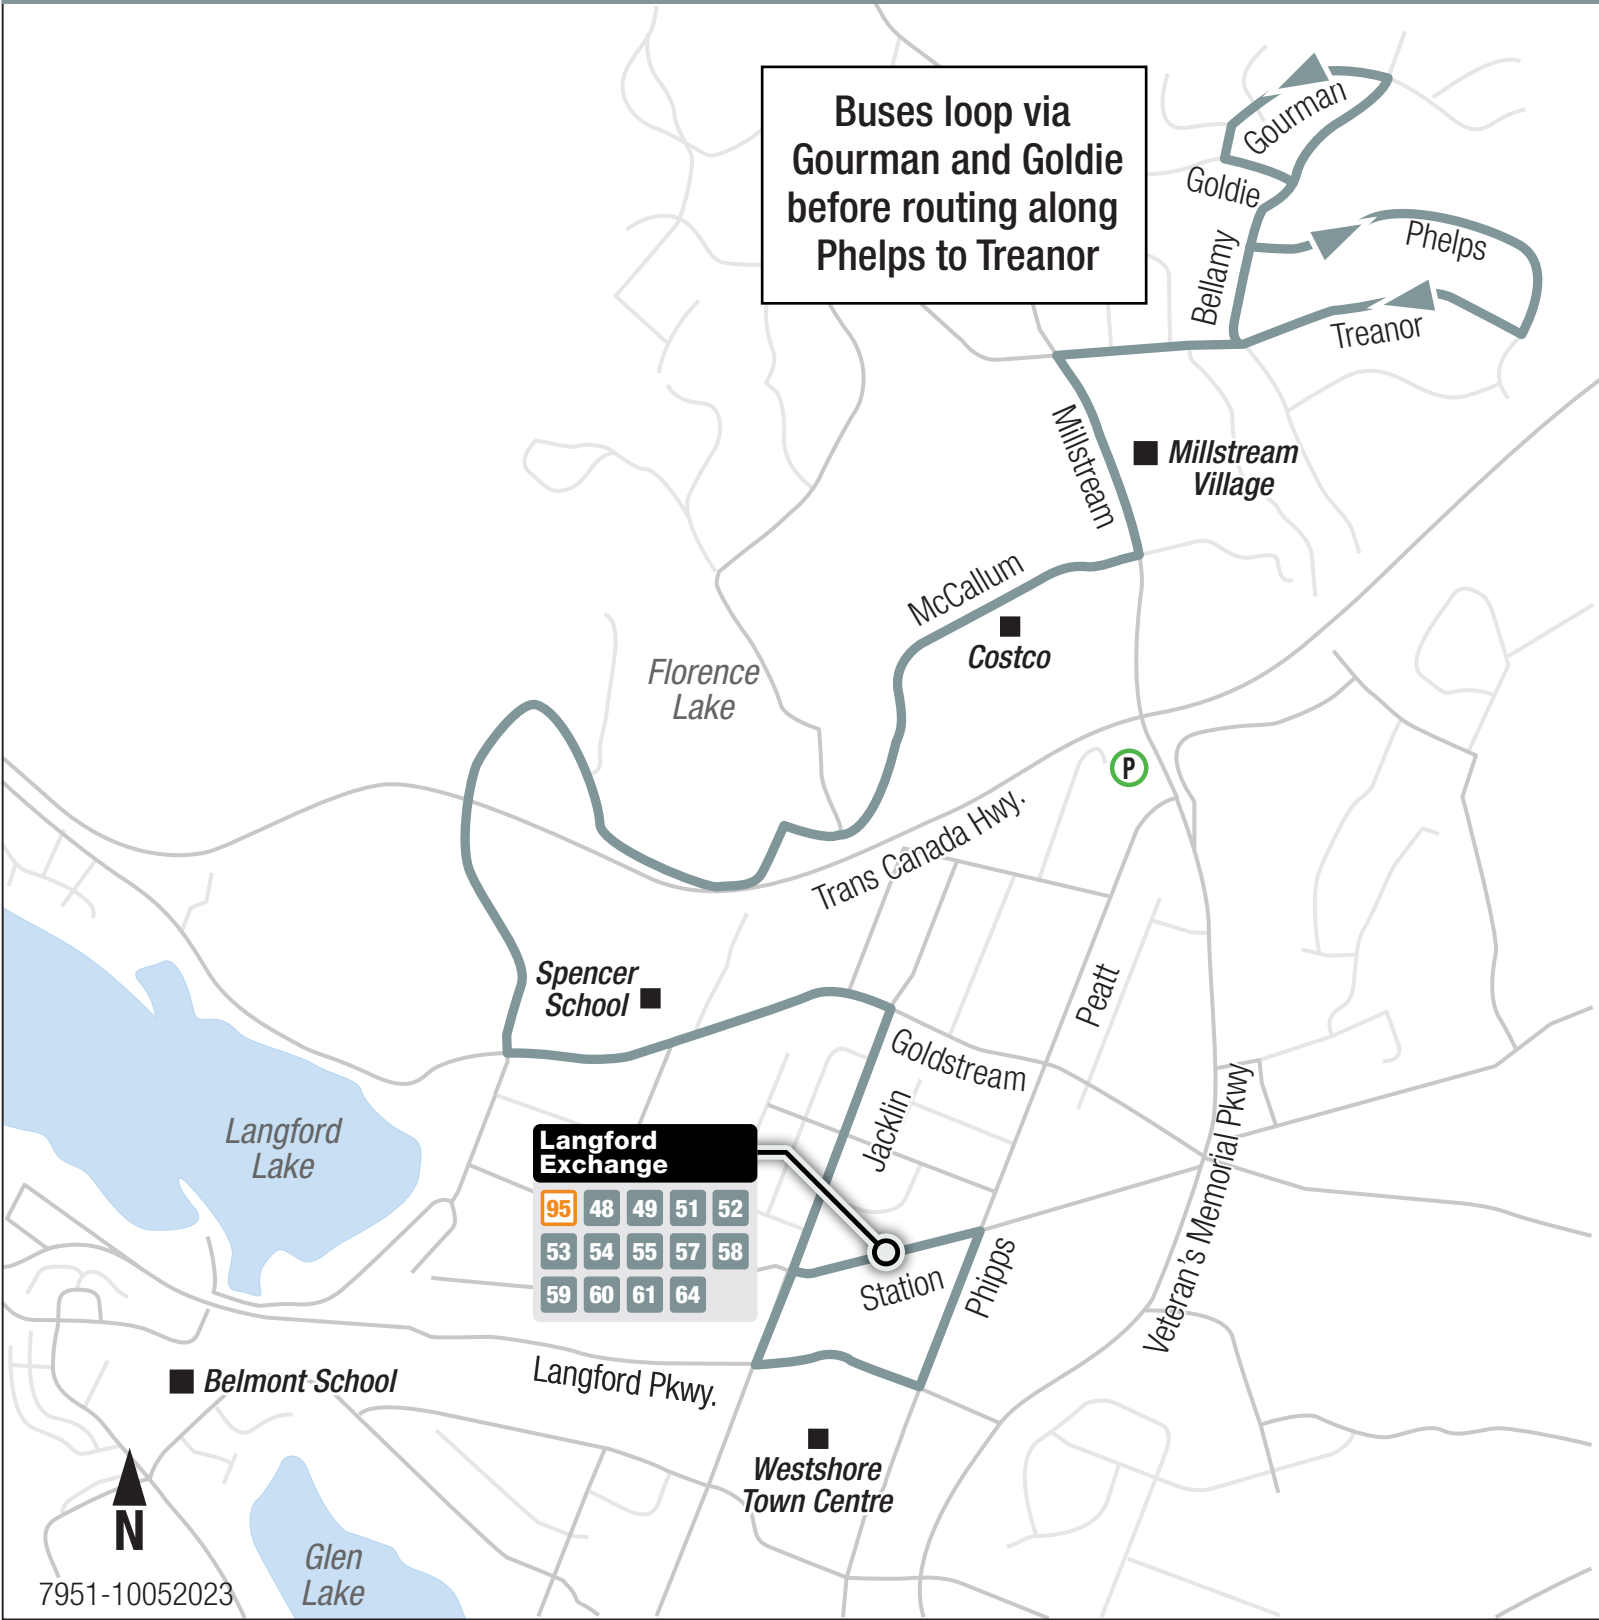 Buses loop via
Gourman and Goldie
before routing along
Phelps to Treanor
Gourman
Goldie
Phelps
Bellamy
Treanor
Millstream
Millstream
Village
McCallum
Costco
Florence
Lake
P
Trans Canada Hwy.
Spencer
School
Peatt
Goldstream
Jacklin
Langford
Lake
Langford
Exchange
95 48 49 51 52
53 54 55 57 58
59 60 61 64
Station
Phipps
Veteran's Memorial Pkwy
Langford Pkwy.
Belmont School
Westshore
Town Centre
N
Glen
Lake
7951-10052023